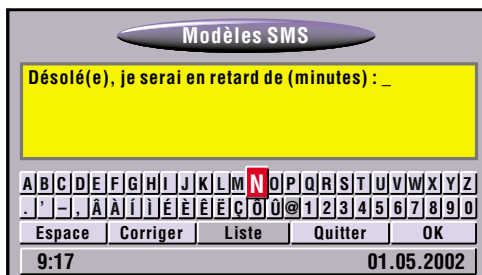 Modèles SMS
Désolé(e), je serai en retard de (minutes) : _
A B C D E F G H I J K L M N O P Q R S T U V W X Y Z
. ' – , Â À Í Ì É È Ê Ë Ç Ô Û @ 1 2 3 4 5 6 7 8 9 0
Espace Corriger Liste Quitter OK
9:17 01.05.2002